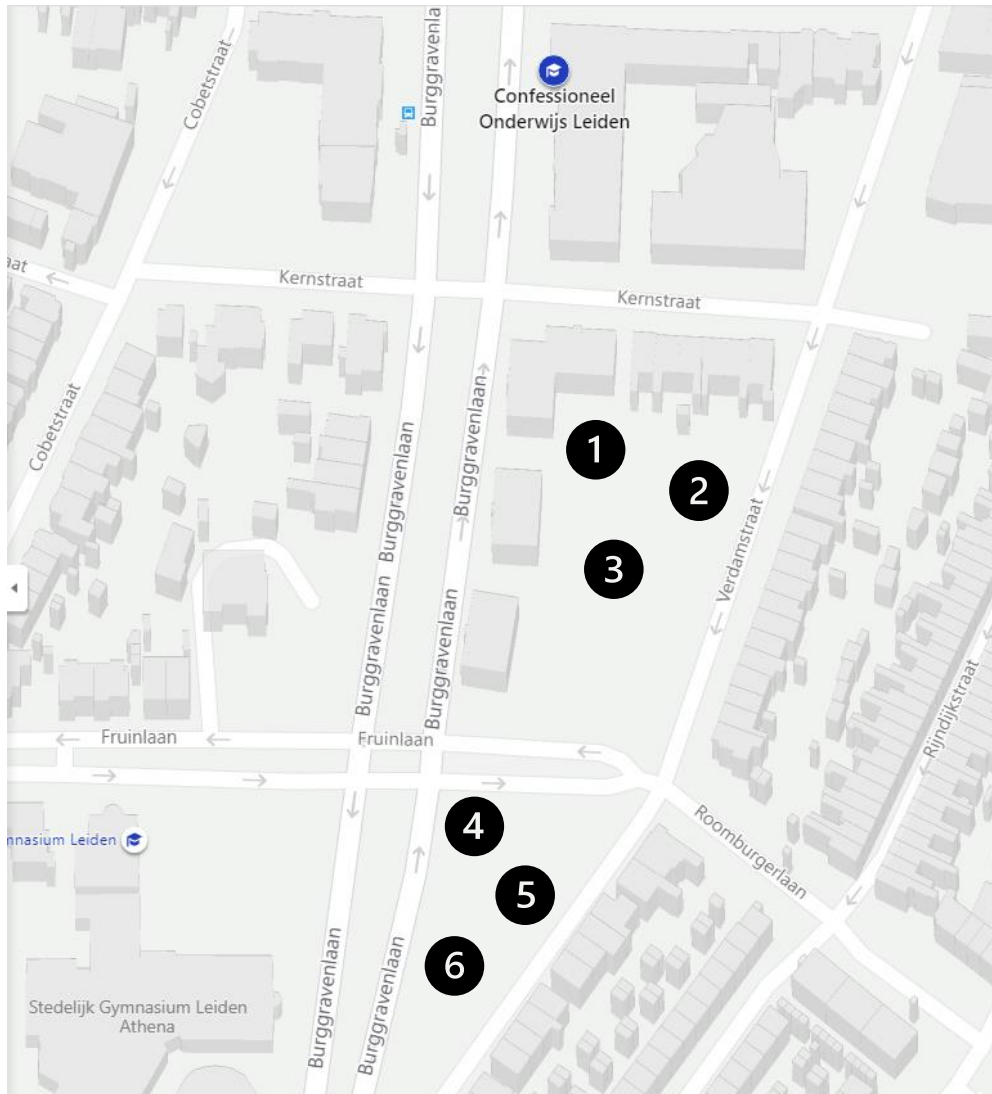 Cobetstraat
Burggravenla
Confessioneel
Onderwijs Leiden
aat
Kernstraat
Kernstraat
Cobetstraat
Burggravenlaan
Burggravenlaan
1
2
3
Verdamstraat
Burggravenlaan
Burggravenlaan
Rijndijkstraat
Fruinlaan
Fruinlaan
4
mnasium Leiden
Roomburgerlaan
5
6
Burggravenlaan
Burggravenlaan
Stedelijk Gymnasium Leiden
Athena